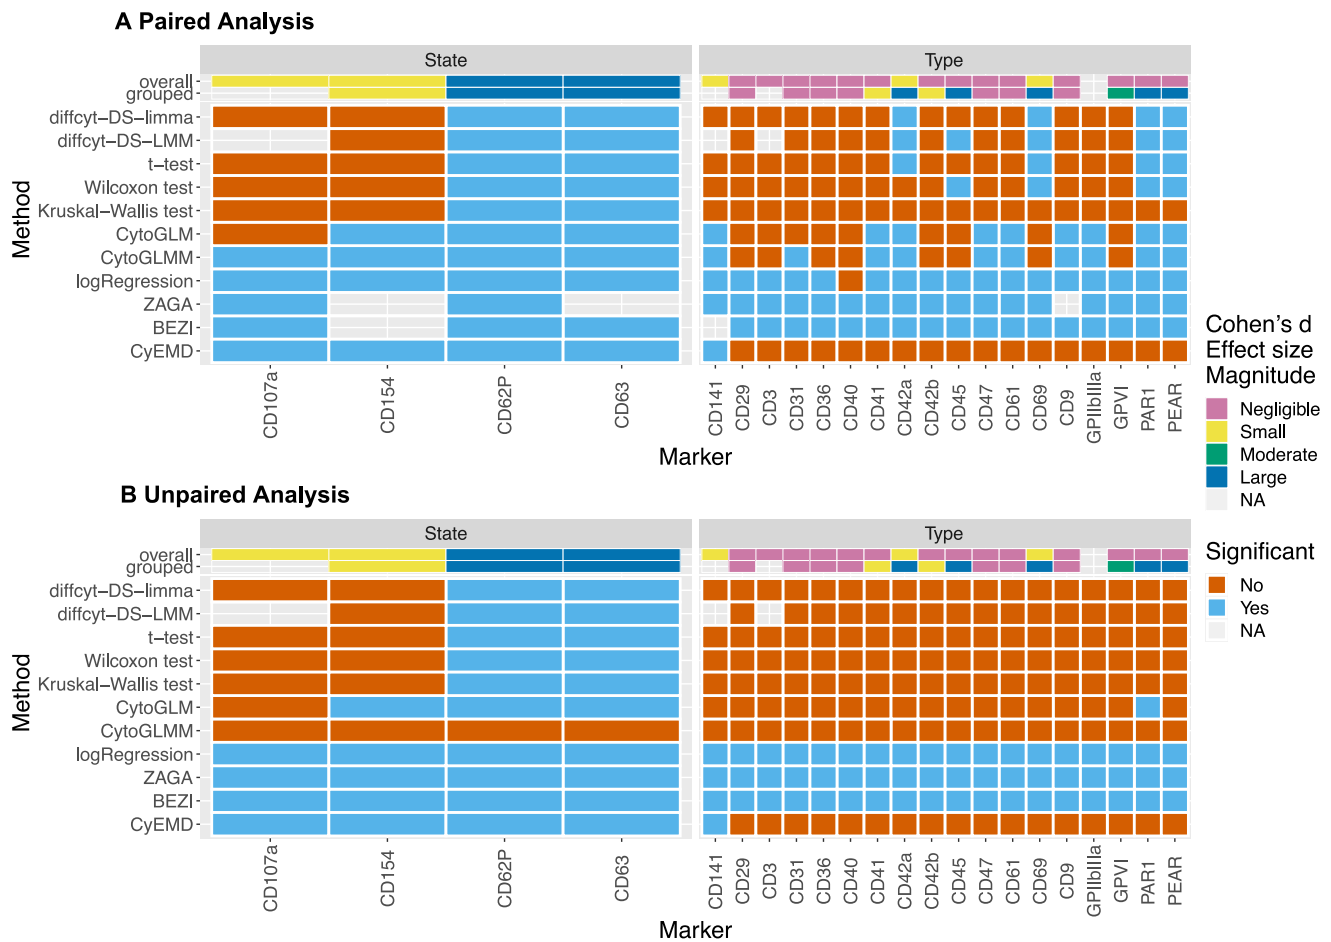 A Paired Analysis
State
Type
overall
grouped
diffcyt−DS−limma
diffcyt−DS−LMM
t−test
Wilcoxon test
Kruskal−Wallis test
CytoGLM
CytoGLMM
logRegression
ZAGA
BEZI
CyEMD
Method
CD107a
CD154
CD62P
CD63
CD141
CD29
CD3
CD31
CD36
CD40
CD41
CD42a
CD42b
CD45
CD47
CD61
CD69
CD9
GPIIbIIIa
GPVI
PAR1
PEAR
Marker
Cohen's d
Effect size
Magnitude
Negligible
Small
Moderate
Large
NA
Significant
No
Yes
NA
B Unpaired Analysis
State
Type
overall
grouped
diffcyt−DS−limma
diffcyt−DS−LMM
t−test
Wilcoxon test
Kruskal−Wallis test
CytoGLM
CytoGLMM
logRegression
ZAGA
BEZI
CyEMD
Method
CD107a
CD154
CD62P
CD63
CD141
CD29
CD3
CD31
CD36
CD40
CD41
CD42a
CD42b
CD45
CD47
CD61
CD69
CD9
GPIIbIIIa
GPVI
PAR1
PEAR
Marker